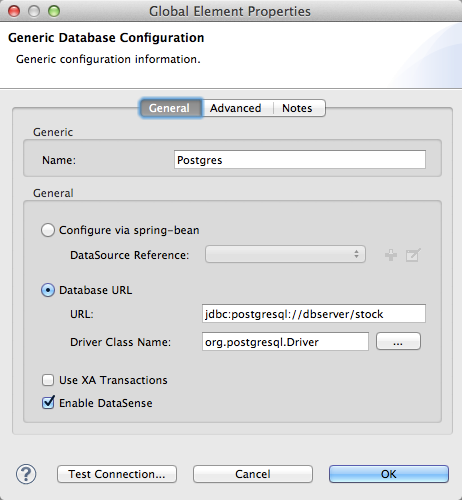 Global Element Properties
Generic Database Configuration
Generic configuration information.
General Advanced Notes
Generic
Name: Postgres
General
Configure via spring-bean
DataSource Reference:
Database URL
URL: jdbc:postgresql://dbserver/stock
Driver Class Name: org.postgresql.Driver ...
Use XA Transactions
Enable DataSense
? Test Connection... Cancel OK